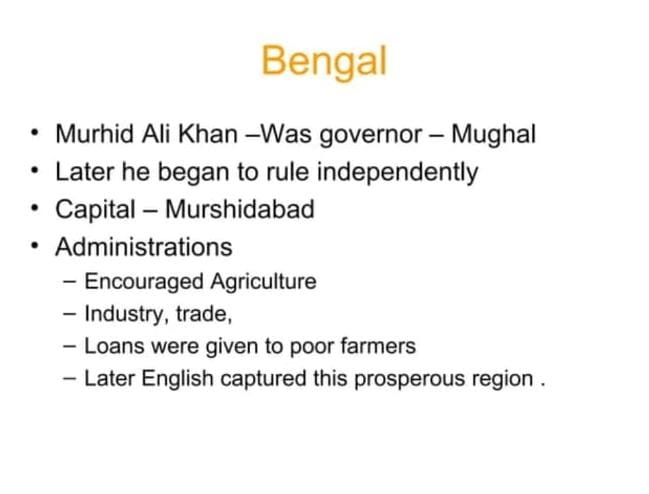 Bengal
• Murhid Ali Khan –Was governor – Mughal
• Later he began to rule independently
• Capital – Murshidabad
• Administrations
– Encouraged Agriculture
– Industry, trade,
– Loans were given to poor farmers
– Later English captured this prosperous region .